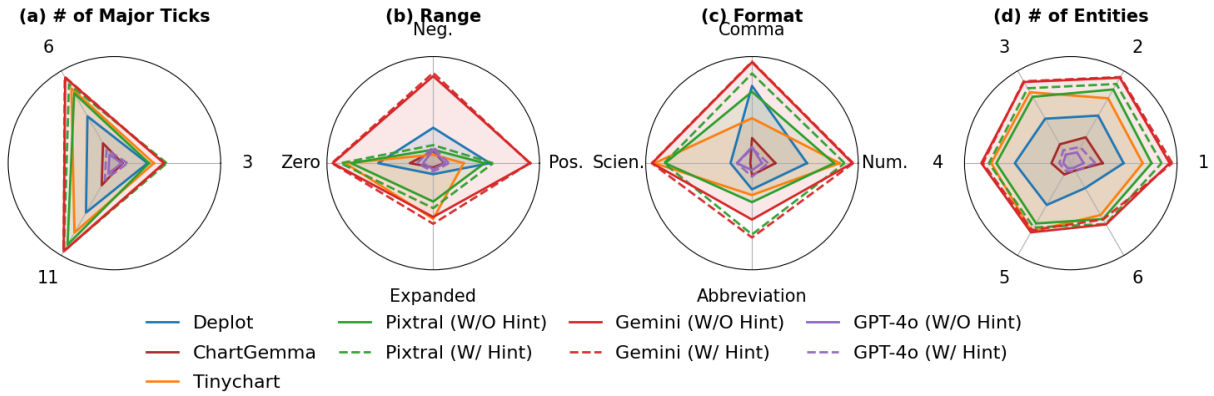 (a) # of Major Ticks
(b) Range
(c) Format
(d) # of Entities
6
3
11
Neg.
Zero
Pos.
Expanded
Comma
Scien.
Num.
Abbreviation
3
2
4
1
5
6
Deplot
ChartGemma
Tinychart
Pixtral (W/O Hint)
Pixtral (W/ Hint)
Gemini (W/O Hint)
Gemini (W/ Hint)
GPT-4o (W/O Hint)
GPT-4o (W/ Hint)